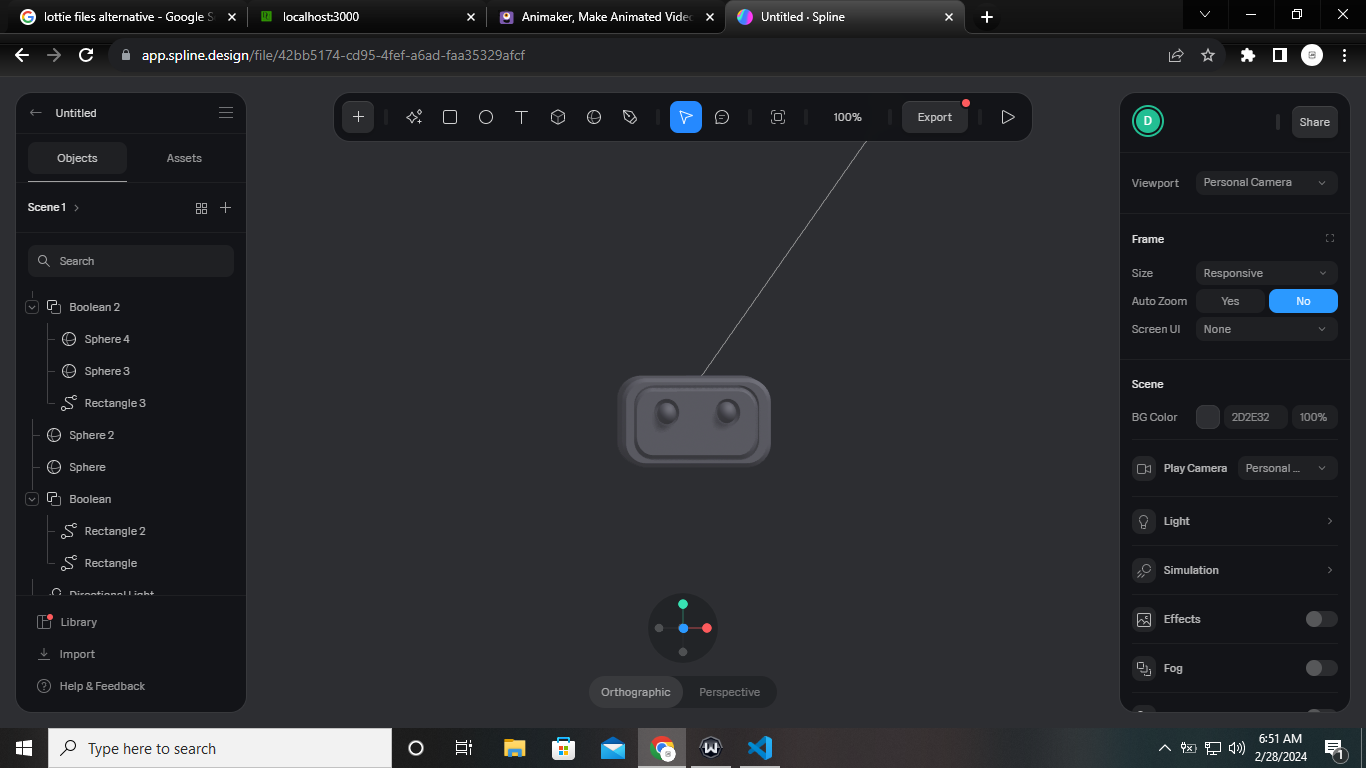 lottie files alternative - Google S
localhost:3000
Animaker, Make Animated Video
Untitled - Spline
app.spline.design/file/42bb5174-cd95-4fef-a6ad-faa35329afcf
Untitled
Objects
Assets
Scene 1
Search
Boolean 2
Sphere 4
Sphere 3
Rectangle 3
Sphere 2
Sphere
Boolean
Rectangle 2
Rectangle
Directional Light
Library
Import
Help & Feedback
100%
Export
Orthographic
Perspective
D
Share
Viewport
Personal Camera
Frame
Size
Responsive
Auto Zoom
Yes
No
Screen UI
None
Scene
BG Color
2D2E32
100%
Play Camera
Personal ...
Light
Simulation
Effects
Fog
Type here to search
6:51 AM
2/28/2024
1